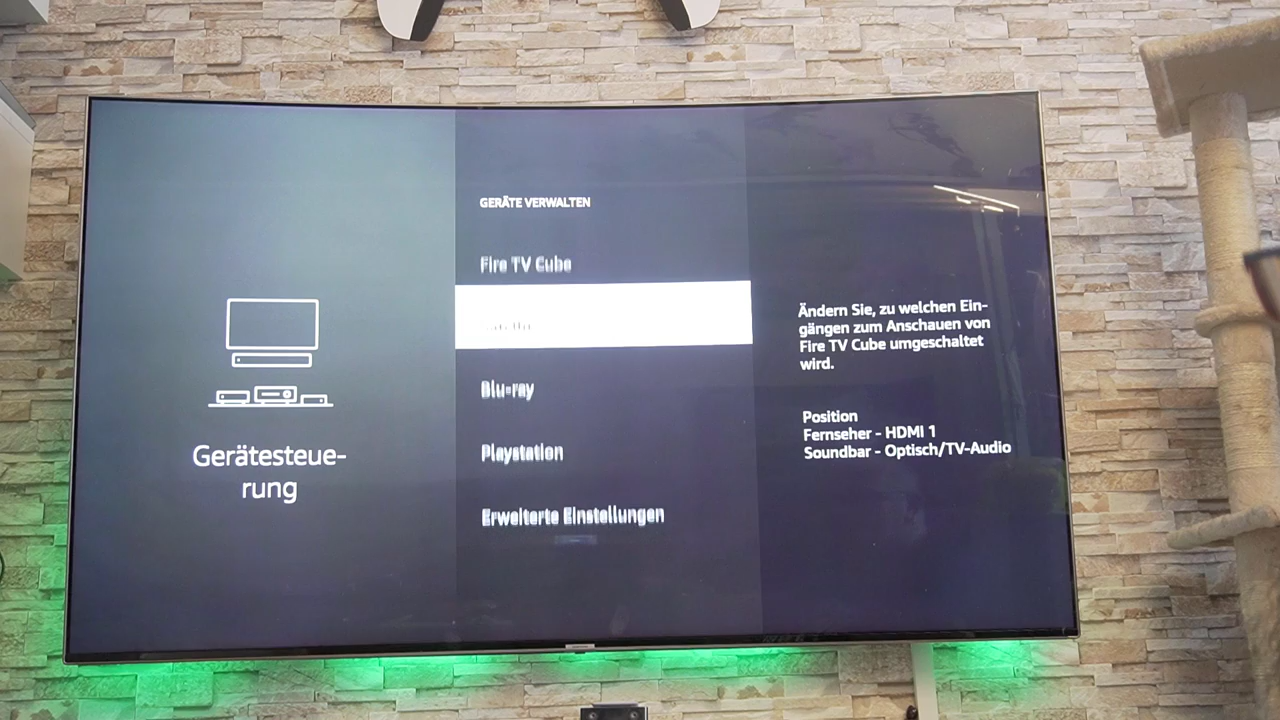 GERÄTE VERWALTEN
Fire TV Cube
Blu-ray
Playstation
Erweiterte Einstellungen
Gerätesteue-
rung
Ändern Sie, zu welchen Ein-
gängen zum Anschauen von
Fire TV Cube umgeschaltet
wird.
Position
Fernseher - HDMI 1
Soundbar - Optisch/TV-Audio